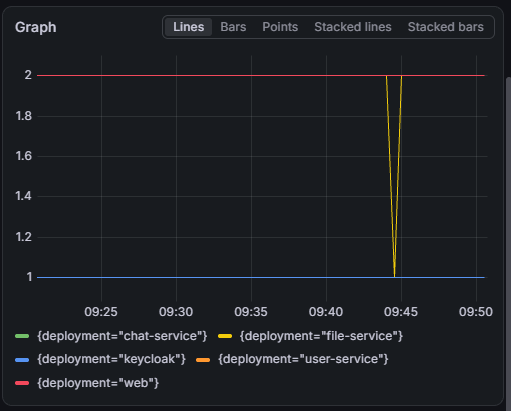 Graph
Lines Bars Points Stacked lines Stacked bars
2
1.8
1.6
1.4
1.2
1
09:25 09:30 09:35 09:40 09:45 09:50
{deployment="chat-service"} {deployment="file-service"}
{deployment="keycloak"} {deployment="user-service"}
{deployment="web"}